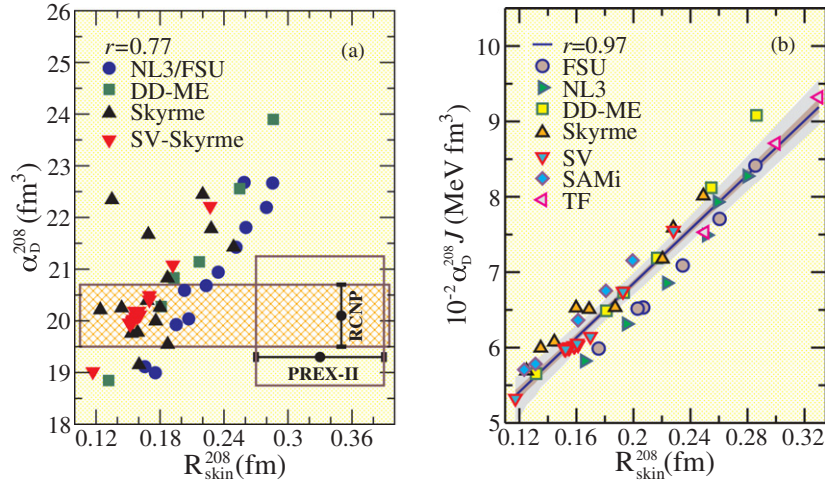 r=0.77
(a)
NL3/FSU
DD-ME
Skyrme
SV-Skyrme
RCNP
PREX-II
26
25
24
23
22
21
20
19
18
α_D^208 (fm^3)
0.12 0.18 0.24 0.3 0.36
R_skin^208 (fm)
(b)
r=0.97
FSU
NL3
DD-ME
Skyrme
SV
SAMi
TF
10
9
8
7
6
5
10^-2 α_D^208 J (MeV fm^3)
0.12 0.16 0.2 0.24 0.28 0.32
R_skin^208 (fm)